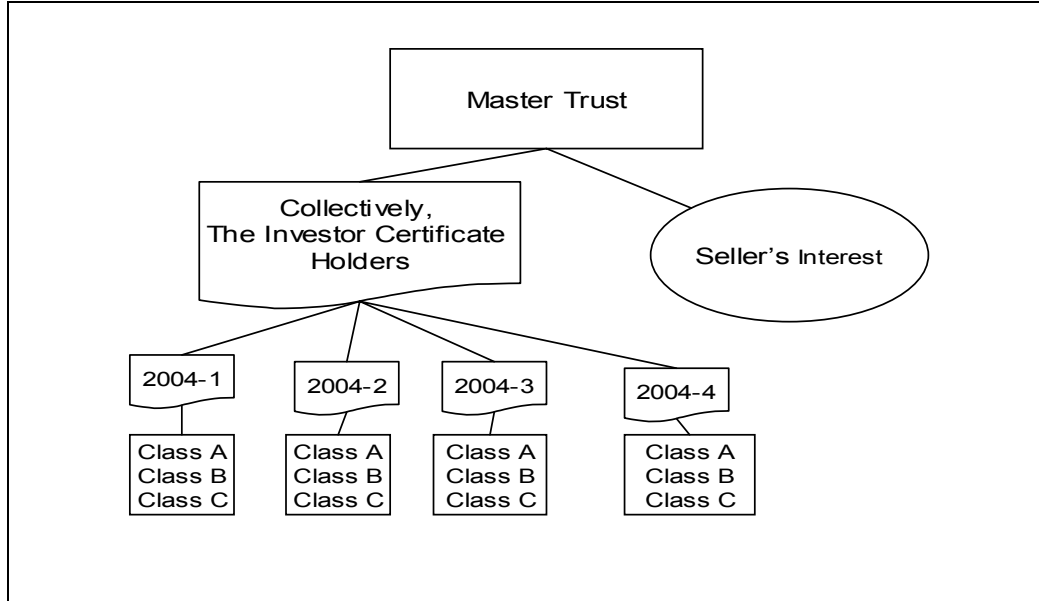 Master Trust
Collectively,
The Investor Certificate
Holders
Seller's Interest
2004-1
2004-2
2004-3
2004-4
Class A
Class B
Class C
Class A
Class B
Class C
Class A
Class B
Class C
Class A
Class B
Class C